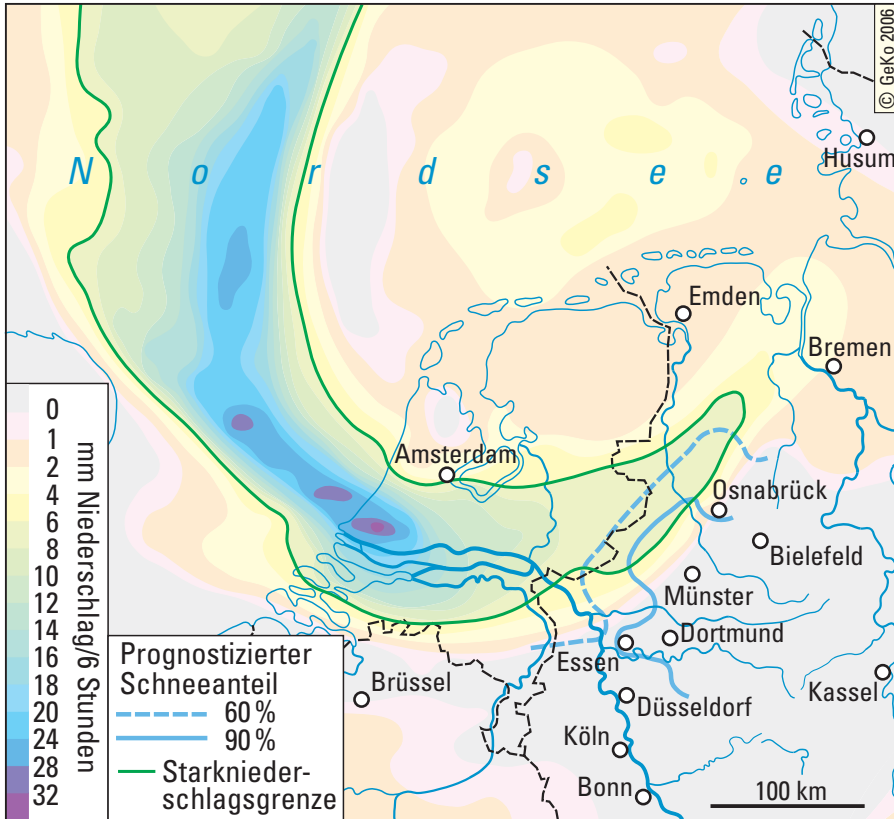 © GeKo 2006
Husum
N o r d s e . e
Emden
Bremen
Amsterdam
Osnabrück
Bielefeld
Münster
Dortmund
Essen
Brüssel
Kassel
Düsseldorf
Köln
Bonn
100 km
mm Niederschlag/6 Stunden
0
1
2
4
6
8
10
12
14
16
18
20
24
28
32
Prognostizierter
Schneeanteil
60 %
90 %
Starknieder-
schlagsgrenze